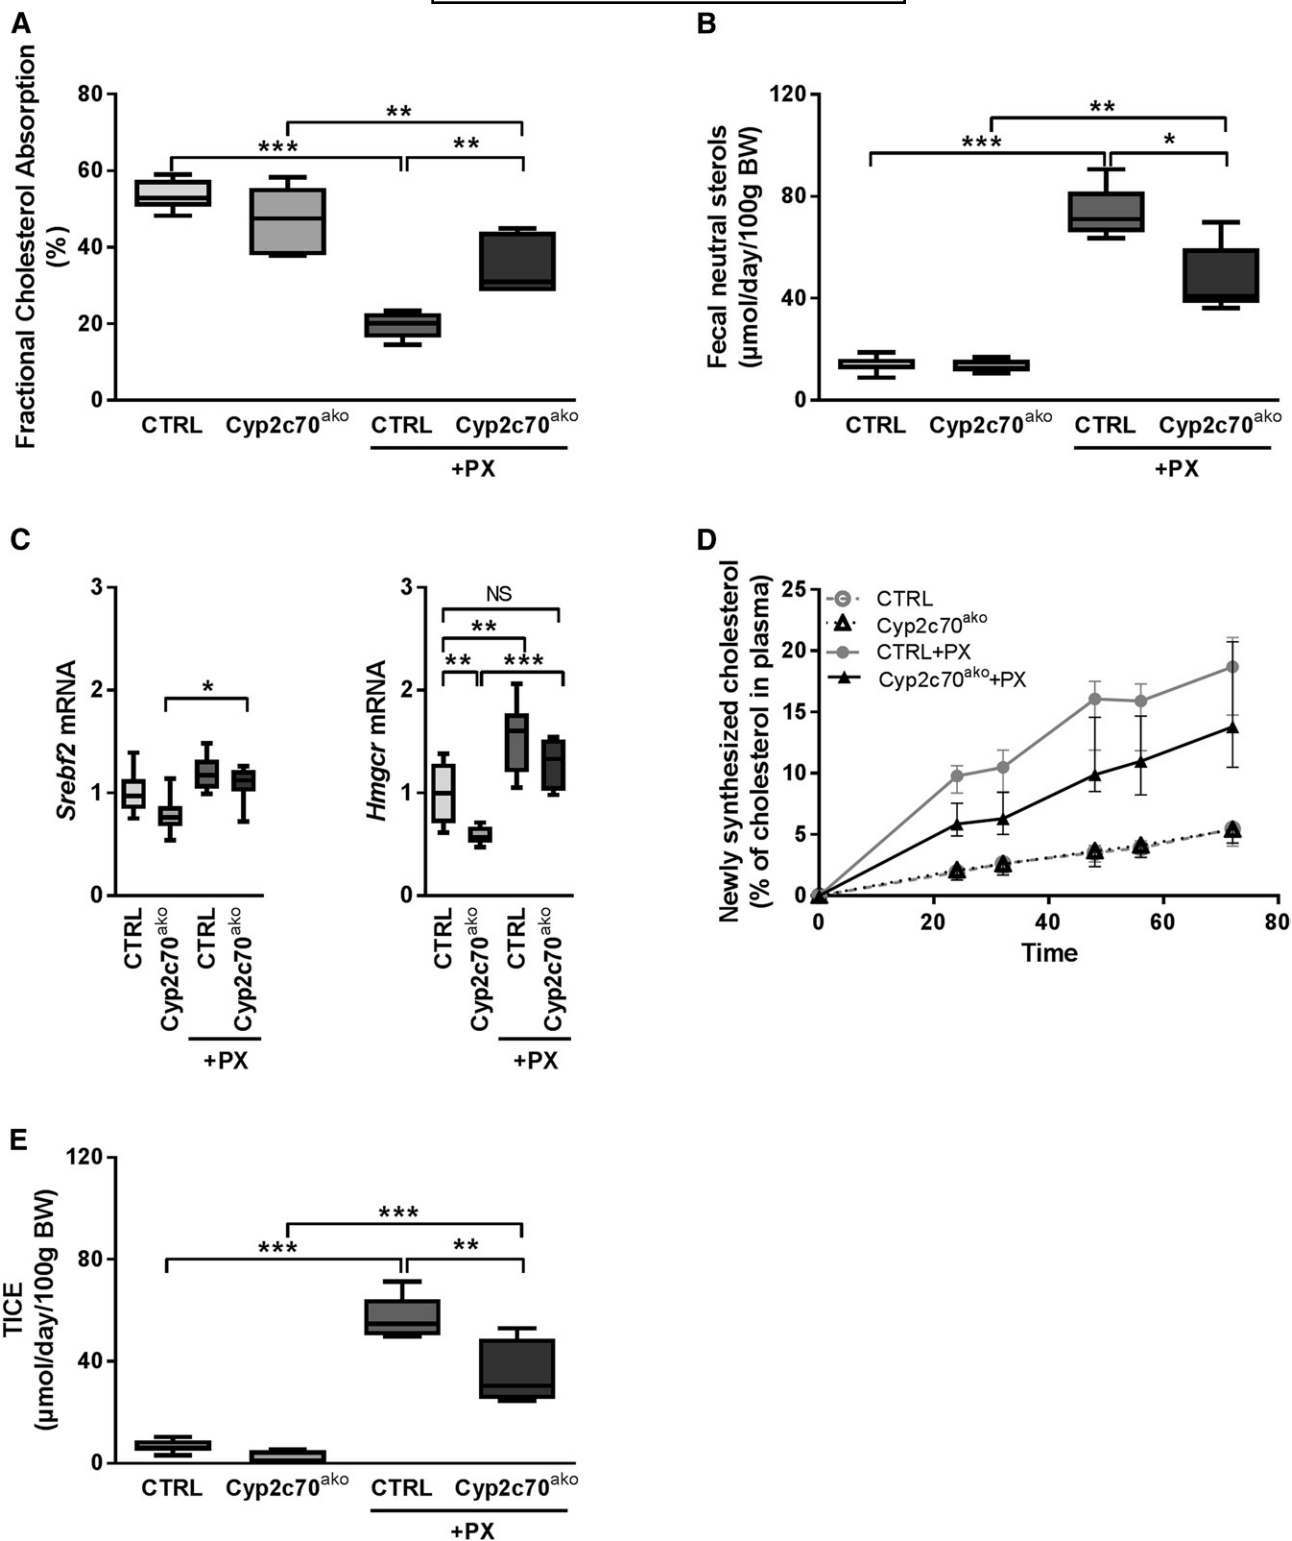 A
Fractional Cholesterol Absorption
(%)
80
60
40
20
0
**
***
**
CTRL
Cyp2c70ako
CTRL
Cyp2c70ako
+PX
B
Fecal neutral sterols
(µmol/day/100g BW)
120
80
40
0
**
***
*
CTRL
Cyp2c70ako
CTRL
Cyp2c70ako
+PX
C
Srebf2 mRNA
3
2
1
0
*
CTRL
Cyp2c70ako
CTRL
Cyp2c70ako
+PX
Hmgcr mRNA
3
2
1
0
NS
**
**
***
CTRL
Cyp2c70ako
CTRL
Cyp2c70ako
+PX
D
Newly synthesized cholesterol
(% of cholesterol in plasma)
25
20
15
10
5
0
CTRL
Cyp2c70ako
CTRL+PX
Cyp2c70ako+PX
0
20
40
60
80
Time
E
TICE
(µmol/day/100g BW)
120
80
40
0
***
***
**
CTRL
Cyp2c70ako
CTRL
Cyp2c70ako
+PX